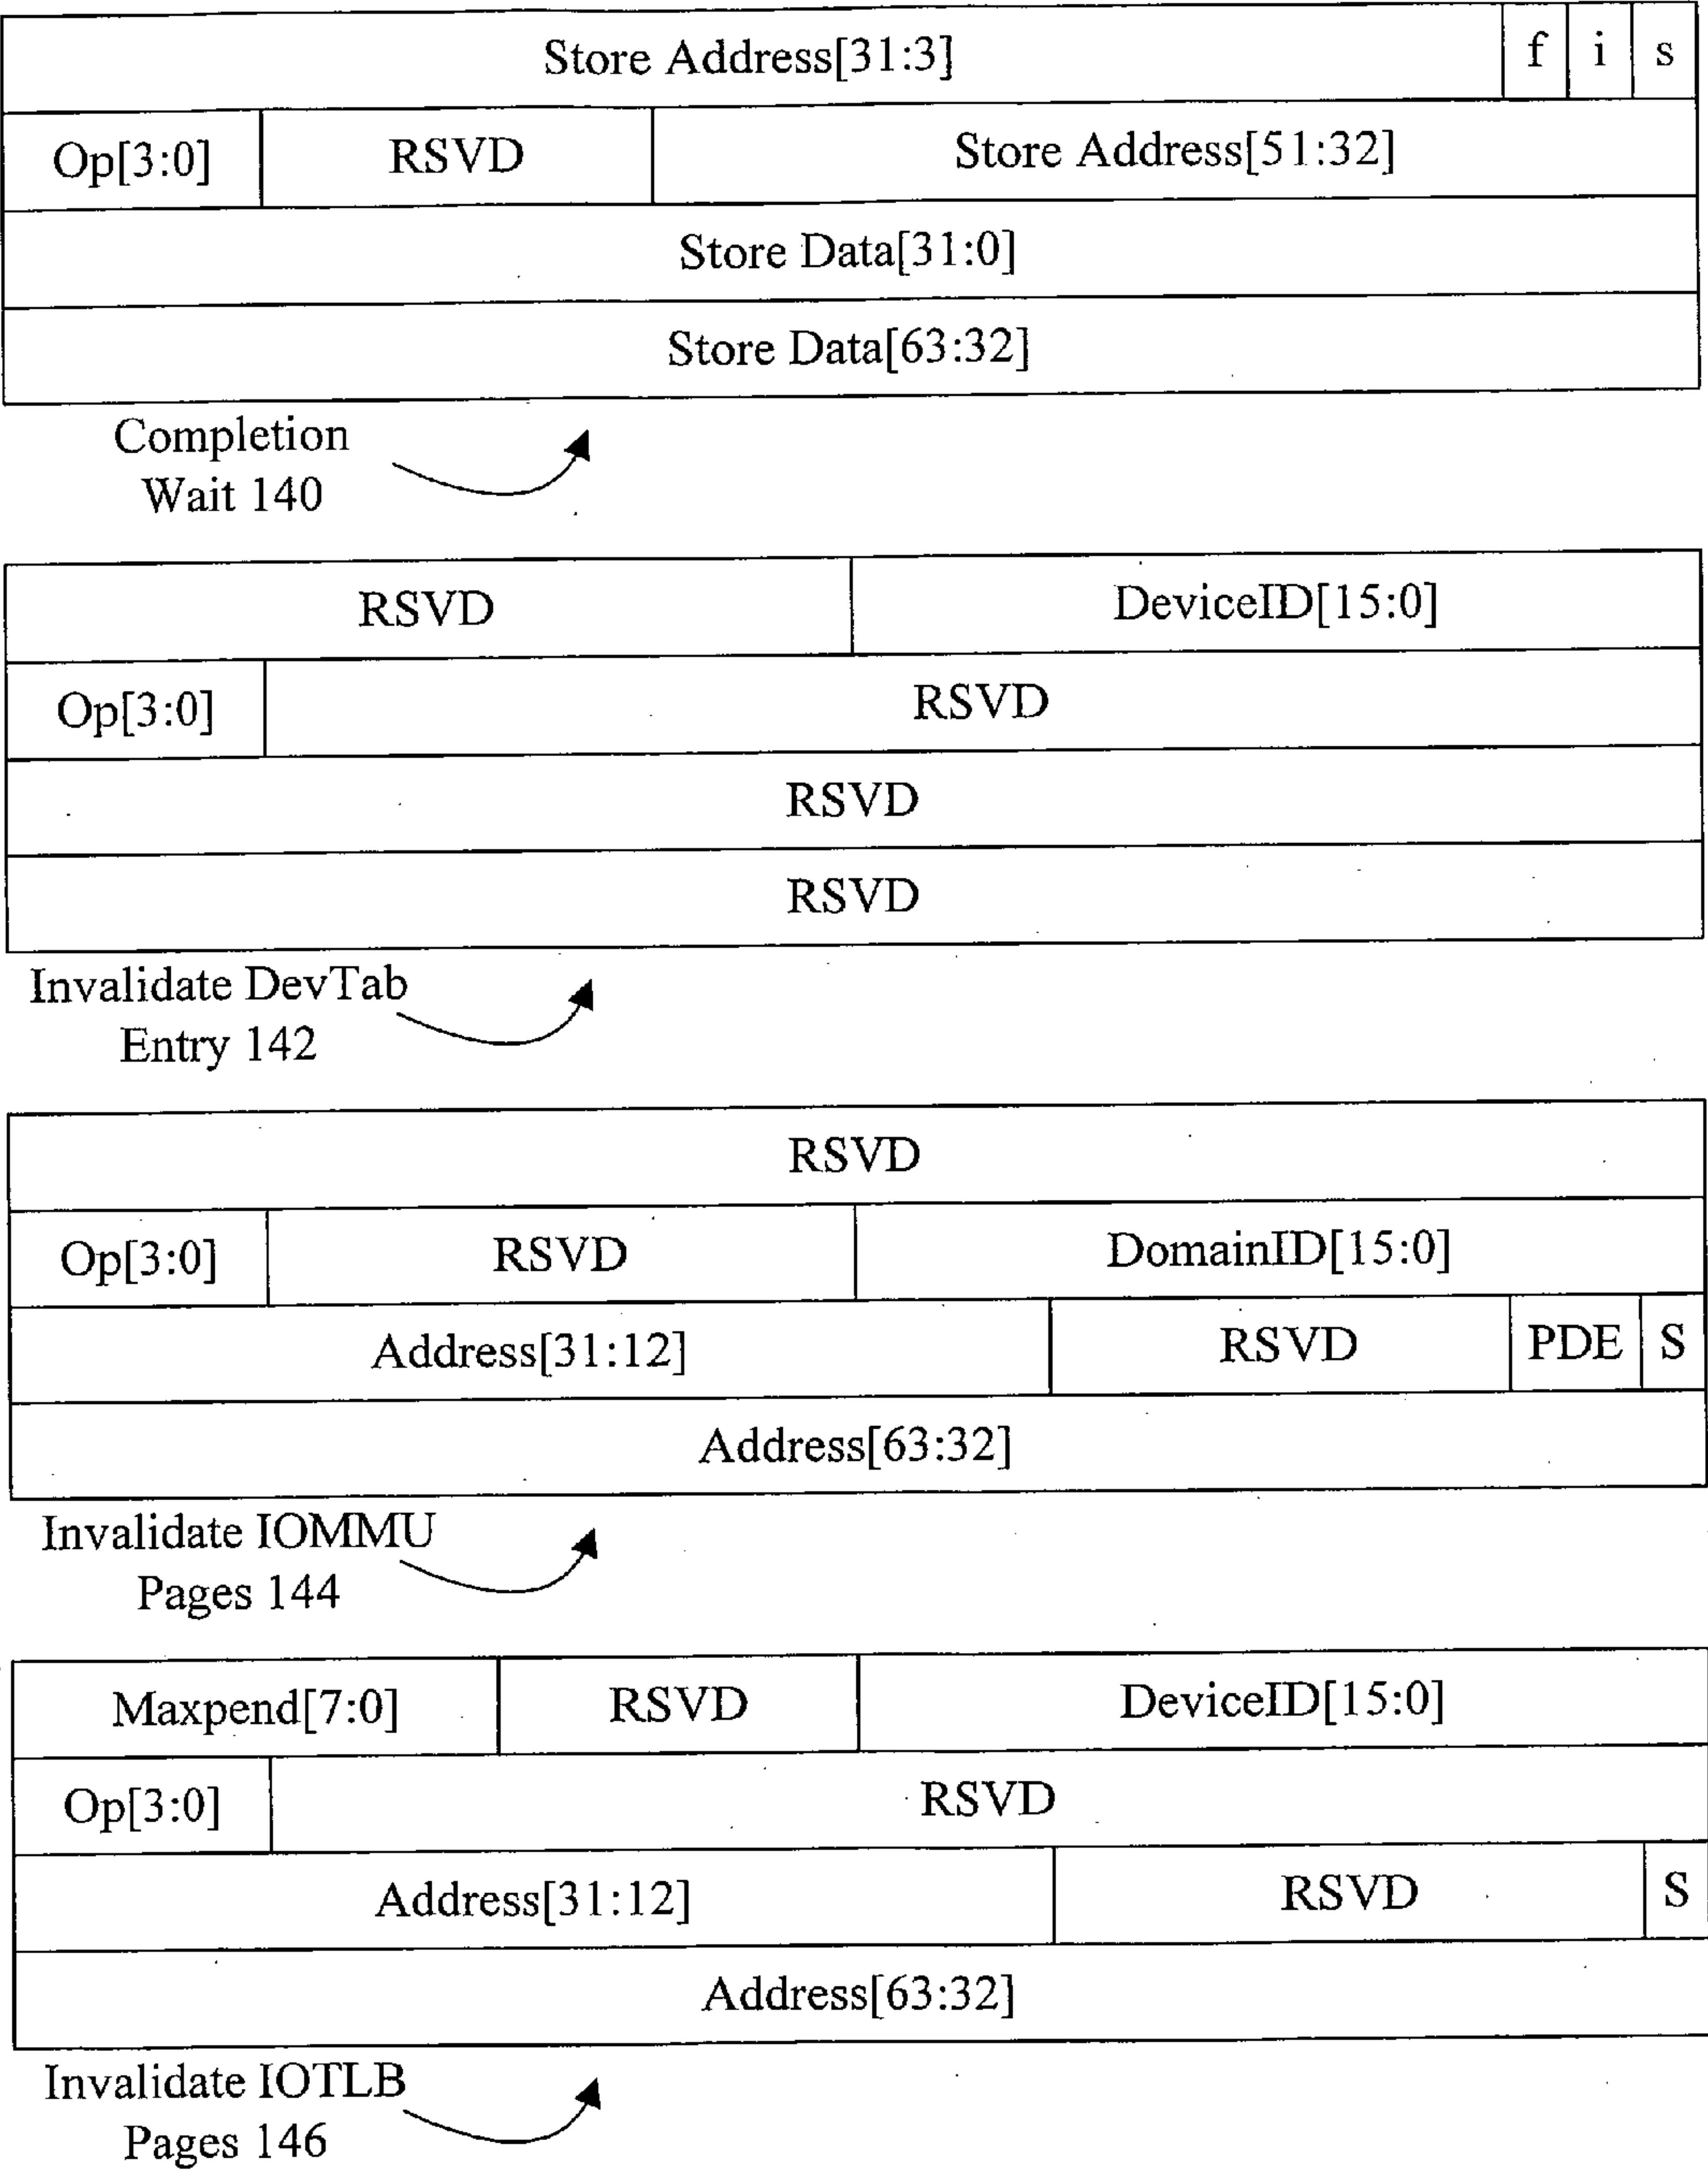 Store Address[31:3] f i s
Op[3:0] RSVD Store Address[51:32]
Store Data[31:0]
Store Data[63:32]
Completion
Wait 140
RSVD DeviceID[15:0]
Op[3:0] RSVD
RSVD
RSVD
Invalidate DevTab
Entry 142
RSVD
Op[3:0] RSVD DomainID[15:0]
Address[31:12] RSVD PDE S
Address[63:32]
Invalidate IOMMU
Pages 144
Maxpend[7:0] RSVD DeviceID[15:0]
Op[3:0] RSVD
Address[31:12] RSVD S
Address[63:32]
Invalidate IOTLB
Pages 146